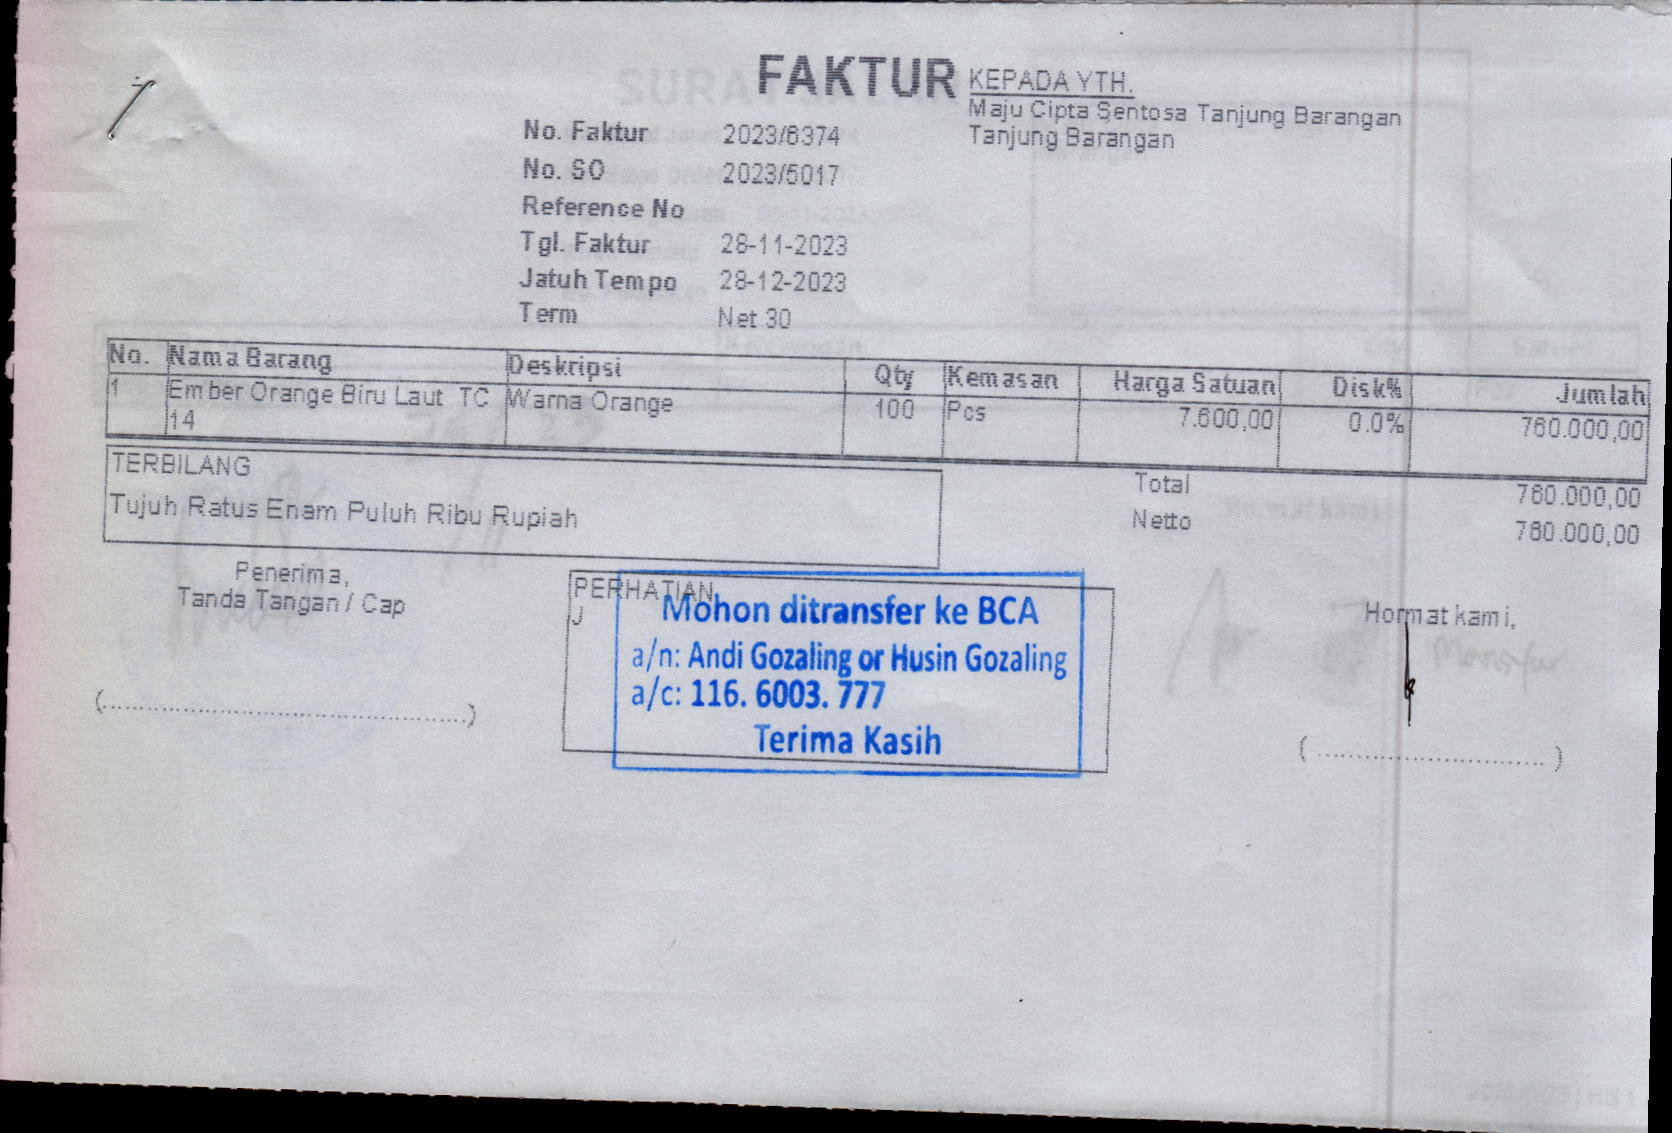 FAKTUR
KEPADA YTH.
Maju Cipta Sentosa Tanjung Barangan
Tanjung Barangan
No. Faktur 2023/6374
No. SO 2023/5017
Reference No
Tgl. Faktur 28-11-2023
Jatuh Tempo 28-12-2023
Term Net 30
No. Nama Barang Deskripsi Qty Kemasan Harga Satuan Disk% Jumlah
1 Ember Orange Biru Laut TC Warna Orange 100 Pcs 7.600,00 0.0% 760.000,00
14
TERBILANG
Tujuh Ratus Enam Puluh Ribu Rupiah
Total 760.000,00
Netto 760.000,00
Penerima,
Tanda Tangan / Cap
PERHATIAN
J
Mohon ditransfer ke BCA
a/n: Andi Gozaling or Husin Gozaling
a/c: 116. 6003. 777
Terima Kasih
Hormat kami,
(..............................................)
( ............................. )